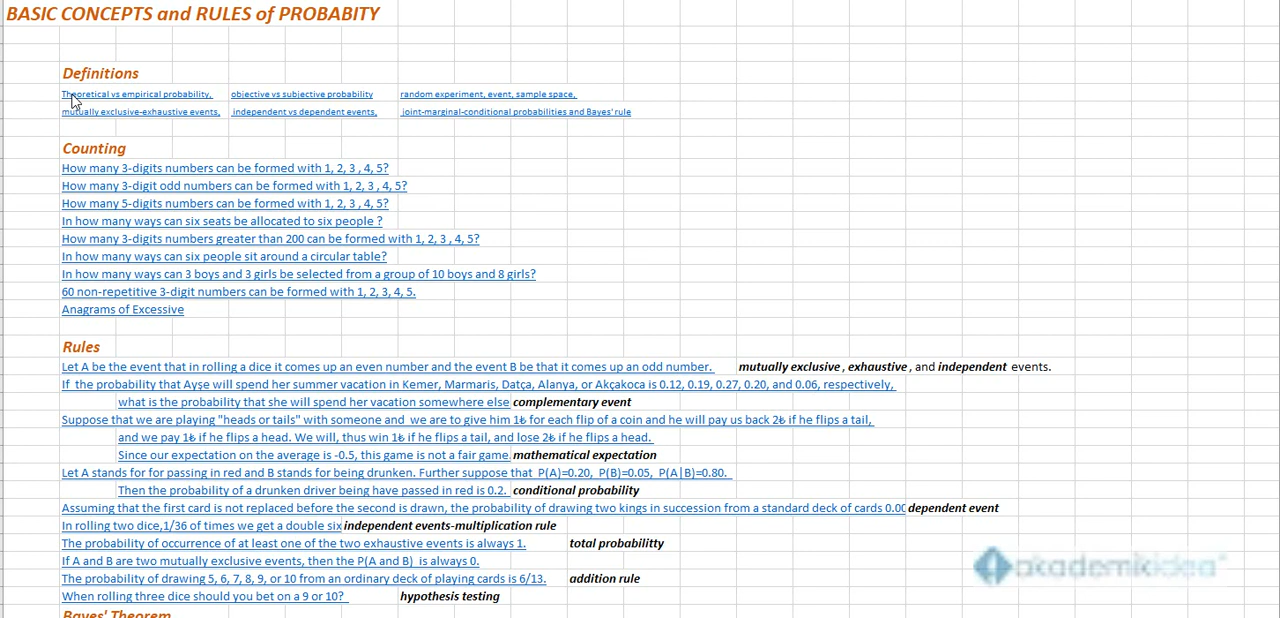 BASIC CONCEPTS and RULES of PROBABITY
Definitions
Theoretical vs empirical probability, objective vs subjective probability random experiment, event, sample space,
mutually exclusive-exhaustive events, independent vs dependent events, joint-marginal-conditional probabilities and Bayes' rule
Counting
How many 3-digits numbers can be formed with 1, 2, 3 , 4, 5?
How many 3-digit odd numbers can be formed with 1, 2, 3 , 4, 5?
How many 5-digits numbers can be formed with 1, 2, 3 , 4, 5?
In how many ways can six seats be allocated to six people ?
How many 3-digits numbers greater than 200 can be formed with 1, 2, 3 , 4, 5?
In how many ways can six people sit around a circular table?
In how many ways can 3 boys and 3 girls be selected from a group of 10 boys and 8 girls?
60 non-repetitive 3-digit numbers can be formed with 1, 2, 3, 4, 5.
Anagrams of Excessive
Rules
Let A be the event that in rolling a dice it comes up an even number and the event B be that it comes up an odd number. mutually exclusive , exhaustive , and independent events.
If the probability that Ayşe will spend her summer vacation in Kemer, Marmaris, Datça, Alanya, or Akçakoca is 0.12, 0.19, 0.27, 0.20, and 0.06, respectively,
what is the probability that she will spend her vacation somewhere else complementary event
Suppose that we are playing "heads or tails" with someone and we are to give him 1₺ for each flip of a coin and he will pay us back 2₺ if he flips a tail,
and we pay 1₺ if he flips a head. We will, thus win 1₺ if he flips a tail, and lose 2₺ if he flips a head.
Since our expectation on the average is -0.5, this game is not a fair game mathematical expectation
Let A stands for for passing in red and B stands for being drunken. Further suppose that P(A)=0.20, P(B)=0.05, P(A|B)=0.80.
Then the probability of a drunken driver being have passed in red is 0.2. conditional probability
Assuming that the first card is not replaced before the second is drawn, the probability of drawing two kings in succession from a standard deck of cards 0.00 dependent event
In rolling two dice,1/36 of times we get a double six independent events-multiplication rule
The probability of occurrence of at least one of the two exhaustive events is always 1. total probabilitty
If A and B are two mutually exclusive events, then the P(A and B) is always 0.
The probability of drawing 5, 6, 7, 8, 9, or 10 from an ordinary deck of playing cards is 6/13. addition rule
When rolling three dice should you bet on a 9 or 10? hypothesis testing
akademikidea
Bayes' Theorem